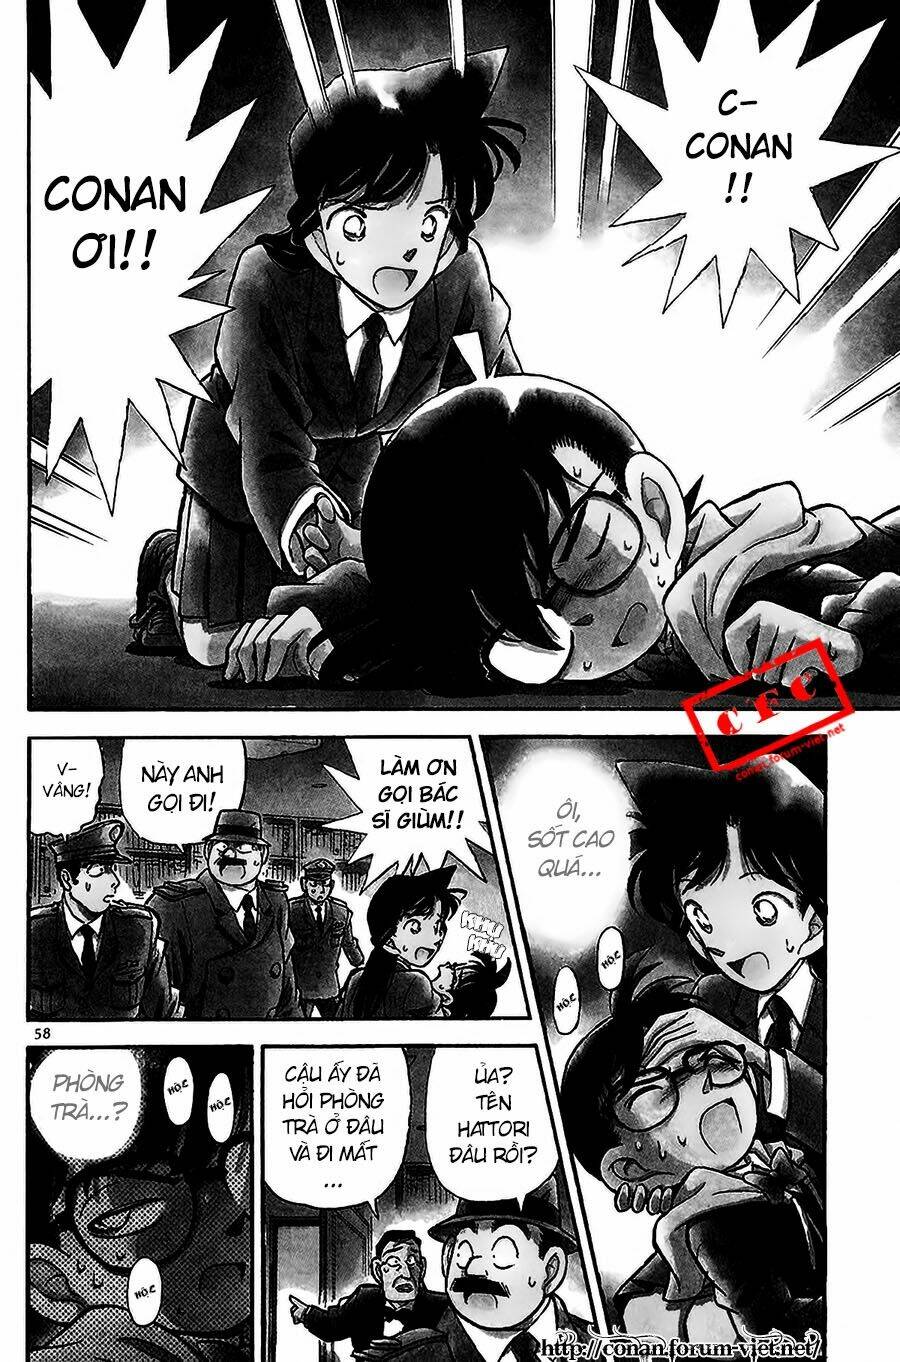 C-
CONAN
!!
CONAN
ƠI!!
ÔI,
SỐT CAO
QUÁ...
HỘC
HỘC
LÀM ƠN
GỌI BÁC
SĨ GIÙM!!
KHỤ
KHỤ
NÀY ANH
GỌI ĐI!
V-
VÂNG!
58
ỦA?
TÊN
HATTORI
ĐÂU RỒI?
CẬU ẤY ĐÃ
HỎI PHÒNG
TRÀ Ở ĐÂU
VÀ ĐI MẤT
...
PHÒNG
TRÀ...?
HỘC
HỘC
HỘC
HỘC
CFC
conan.forum-viet.net
http://conan.forum-viet.net/